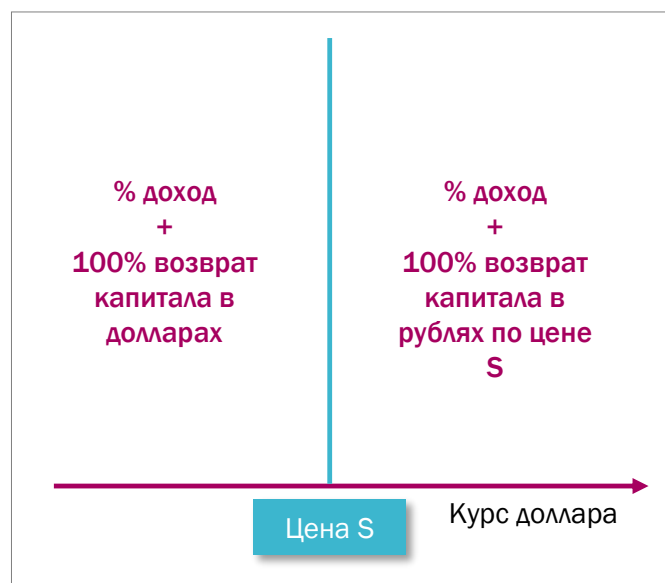 % доход
+
100% возврат
капитала в
долларах
% доход
+
100% возврат
капитала в
рублях по цене
S
Цена S
Курс доллара